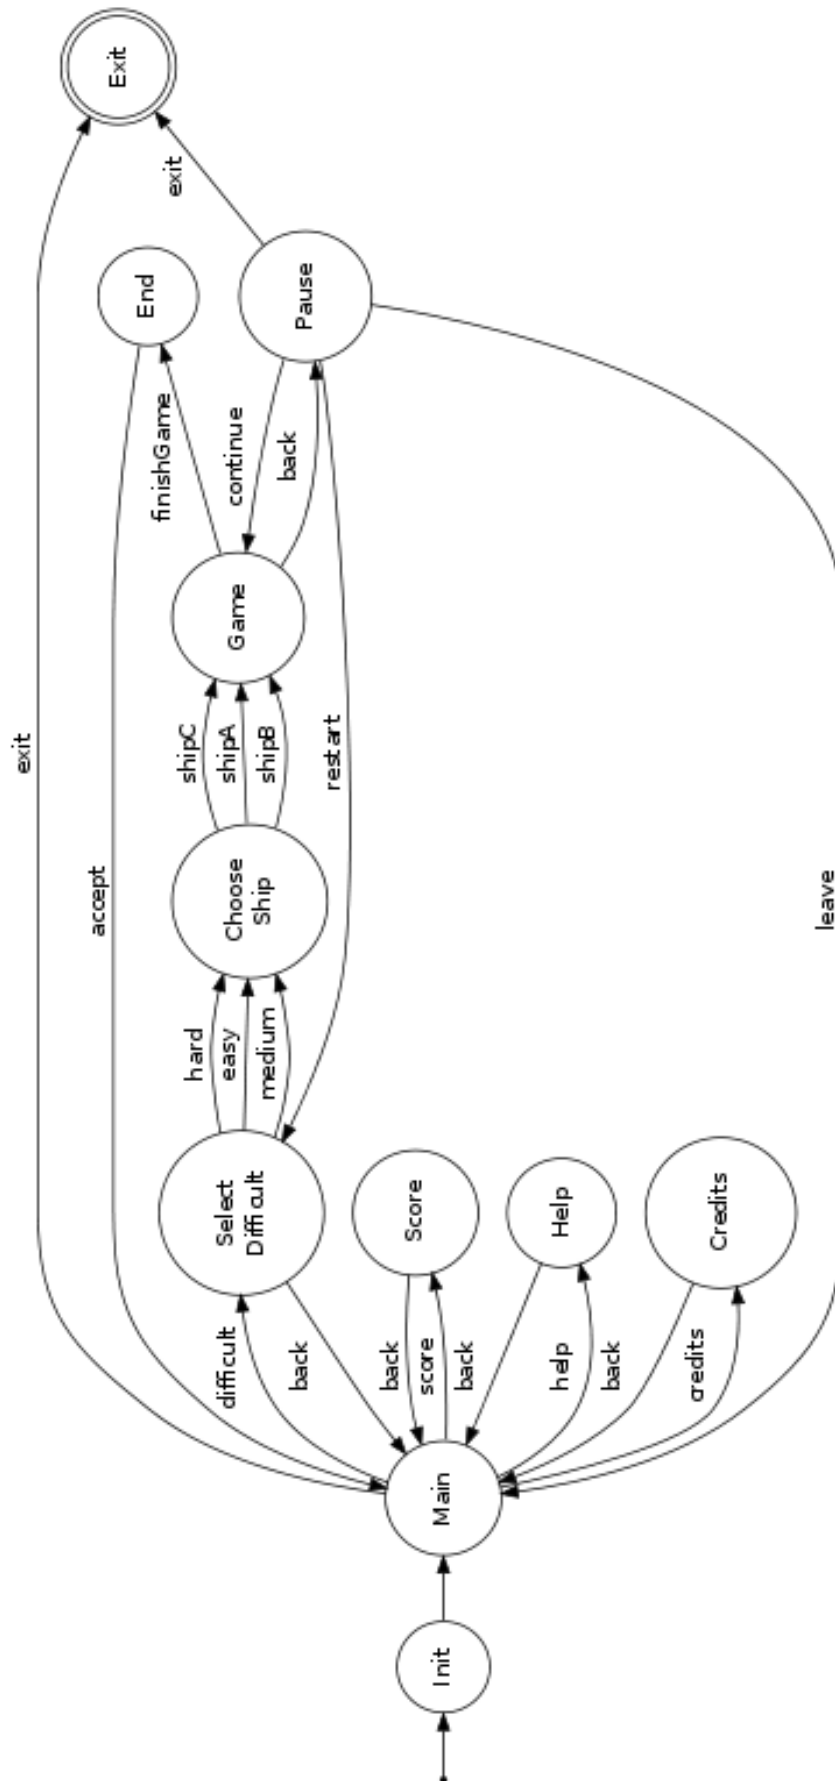 Init
Main
exit
accept
difficult
back
back
score
back
help
back
credits
Select
Difficult
Score
Help
Credits
hard
easy
medium
Choose
Ship
leave
shipC
shipA
shipB
restart
Game
finishGame
continue
back
End
Pause
exit
Exit